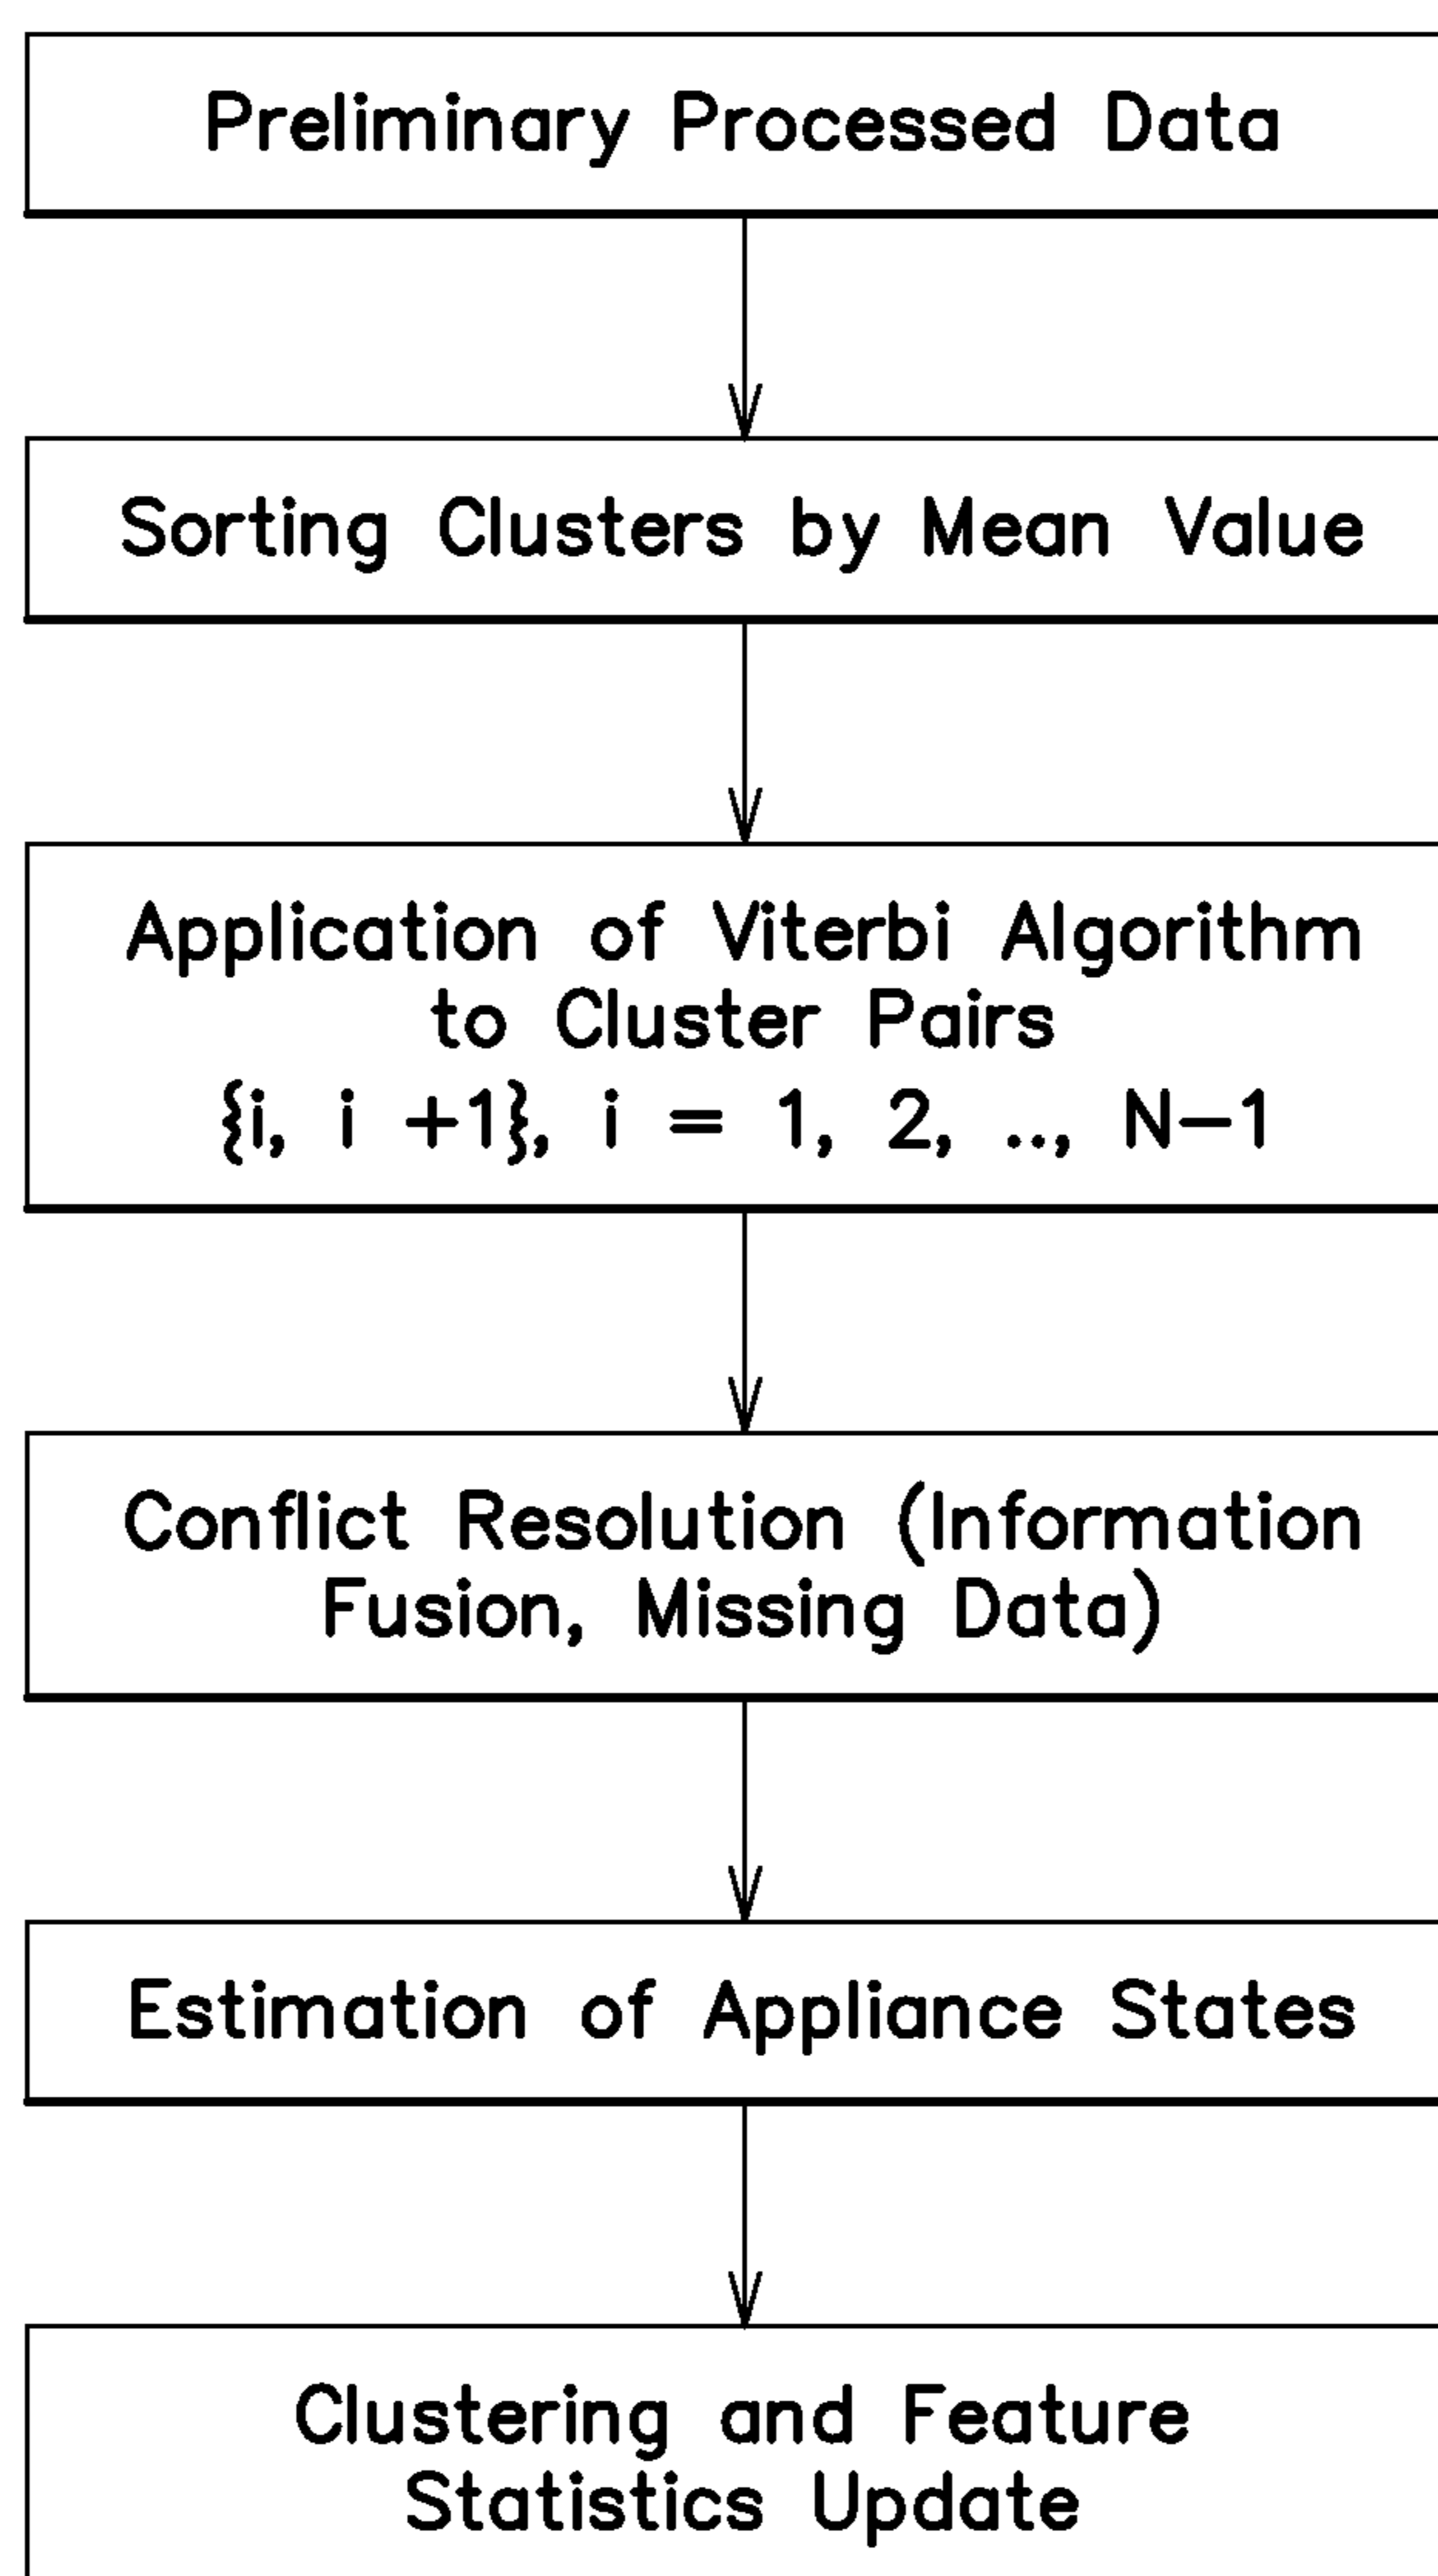 Preliminary Processed Data
Sorting Clusters by Mean Value
Application of Viterbi Algorithm
to Cluster Pairs
{i, i +1}, i = 1, 2, .., N-1
Conflict Resolution (Information
Fusion, Missing Data)
Estimation of Appliance States
Clustering and Feature
Statistics Update